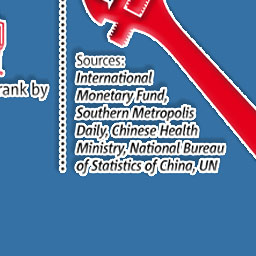 Sources:
International
Monetary Fund,
rank by
Southern Metropolis
Daily, Chinese Health
Ministry, National Bureau
of Statistics of China, UN